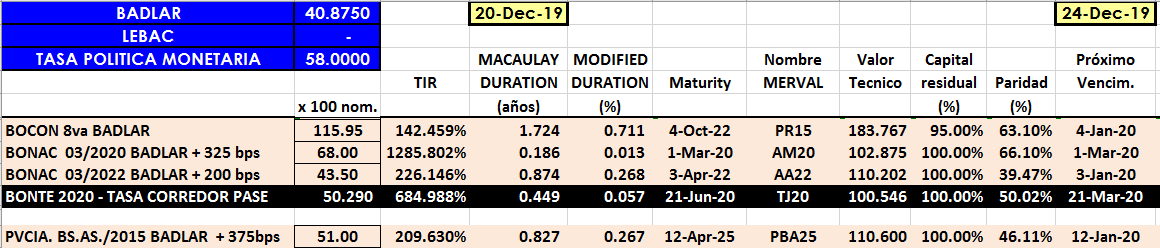 BADLAR 40.8750 20-Dec-19 24-Dec-19
LEBAC -
TASA POLITICA MONETARIA 58.0000 MACAULAY MODIFIED Nombre Valor Capital Próximo
TIR DURATION DURATION Maturity MERVAL Tecnico residual Paridad Vencim.
x 100 nom. (años) (%) (%) (%)
BOCON 8va BADLAR 115.95 142.459% 1.724 0.711 4-Oct-22 PR15 183.767 95.00% 63.10% 4-Jan-20
BONAC 03/2020 BADLAR + 325 bps 68.00 1285.802% 0.186 0.013 1-Mar-20 AM20 102.875 100.00% 66.10% 1-Mar-20
BONAC 03/2022 BADLAR + 200 bps 43.50 226.146% 0.874 0.268 3-Apr-22 AA22 110.202 100.00% 39.47% 3-Jan-20
BONTE 2020 - TASA CORREDOR PASE 50.290 684.988% 0.449 0.057 21-Jun-20 TJ20 100.546 100.00% 50.02% 21-Mar-20
PVCIA. BS.AS./2015 BADLAR + 375bps 51.00 209.630% 0.827 0.267 12-Apr-25 PBA25 110.600 100.00% 46.11% 12-Jan-20